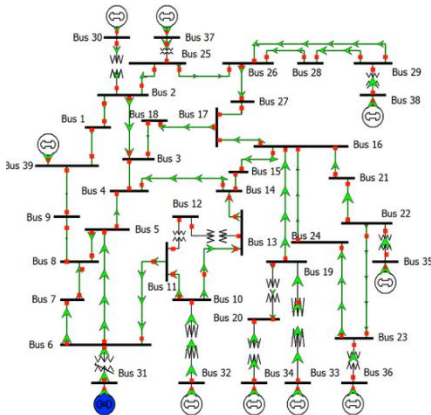 Bus 30
Bus 37
Bus 25
Bus 26
Bus 28
Bus 29
Bus 2
Bus 38
Bus 18
Bus 17
Bus 27
Bus 1
Bus 3
Bus 16
Bus 39
Bus 15
Bus 4
Bus 14
Bus 21
Bus 12
Bus 9
Bus 5
Bus 13
Bus 24
Bus 22
Bus 8
Bus 11
Bus 19
Bus 35
Bus 7
Bus 10
Bus 20
Bus 6
Bus 23
Bus 31
Bus 32
Bus 34
Bus 33
Bus 36